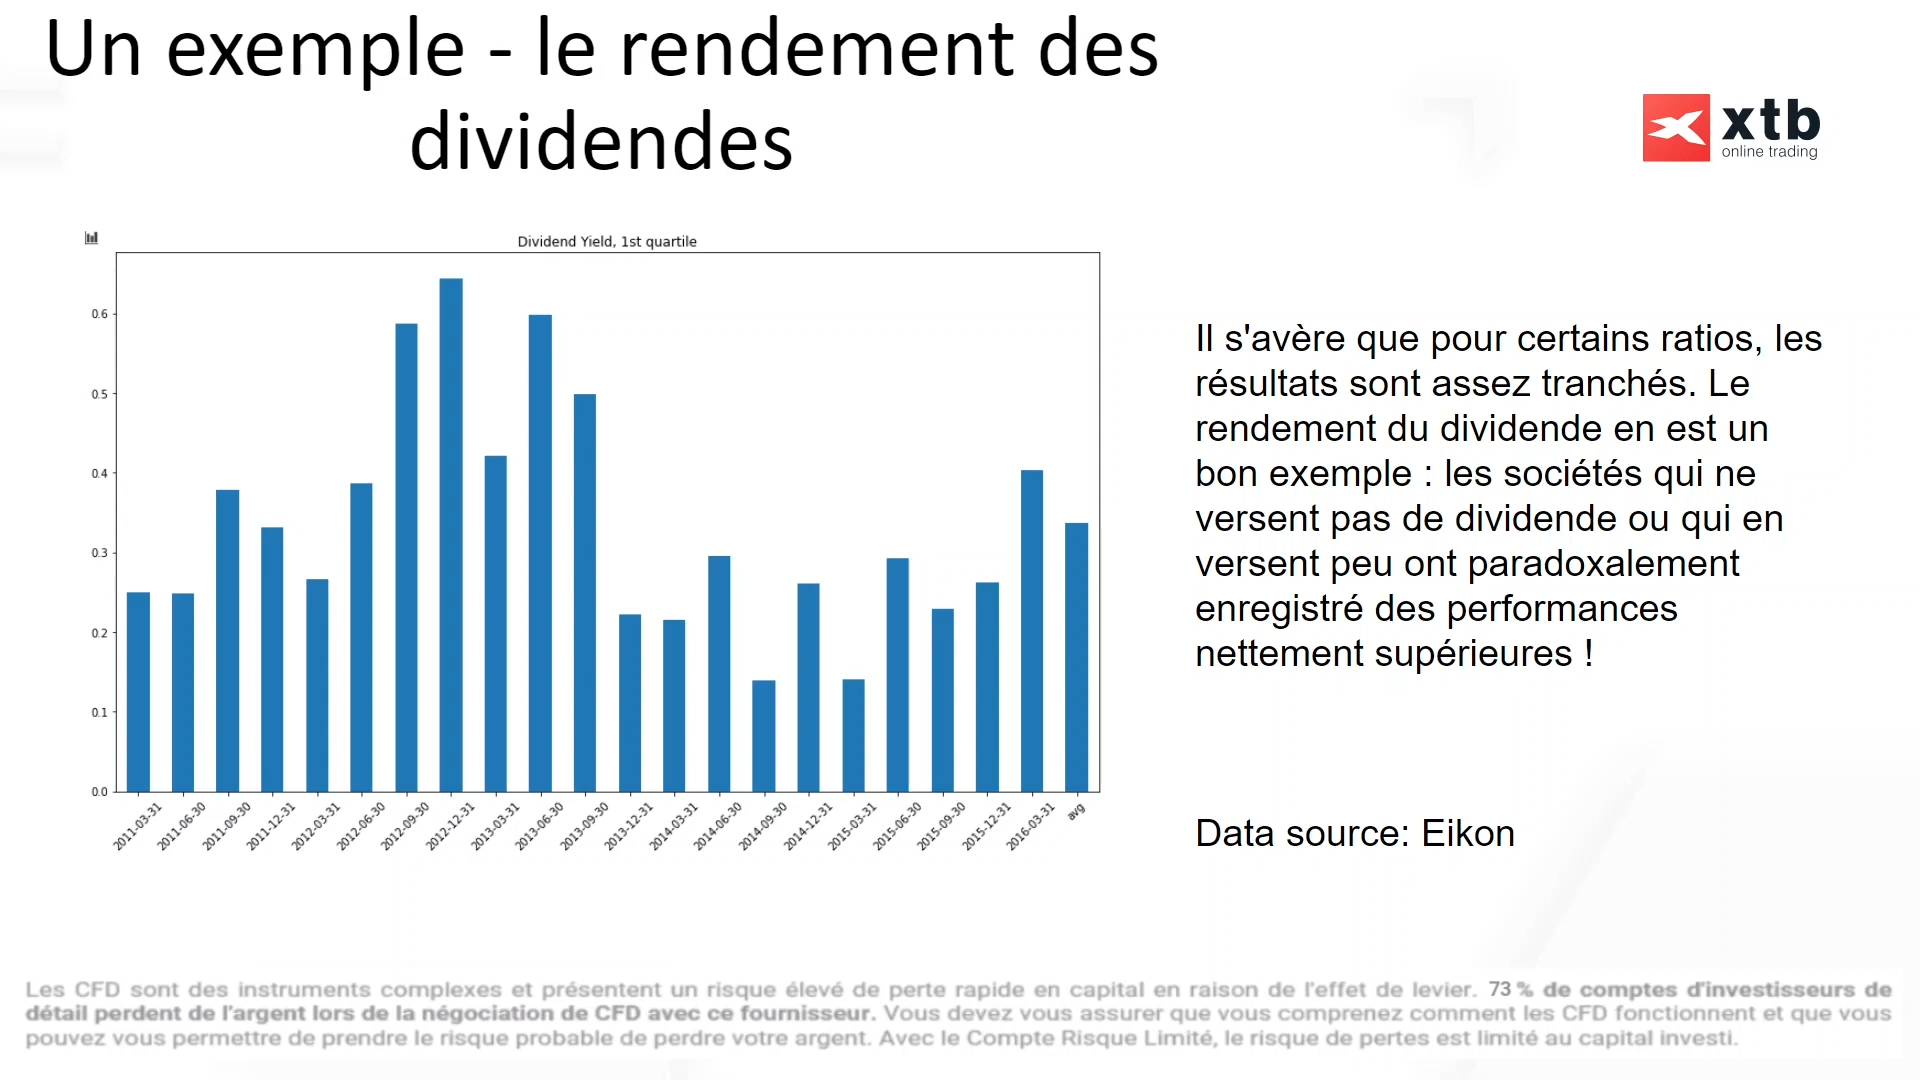 Un exemple - le rendement des
dividendes
xtb
online trading
Dividend Yield, 1st quartile
0.6
0.5
0.4
0.3
0.2
0.1
0.0
2011-03-31
2011-06-30
2011-09-30
2011-12-31
2012-03-31
2012-06-30
2012-09-30
2012-12-31
2013-03-31
2013-06-30
2013-09-30
2013-12-31
2014-03-31
2014-06-30
2014-09-30
2014-12-31
2015-03-31
2015-06-30
2015-09-30
2015-12-31
2016-03-31
avg
Il s'avère que pour certains ratios, les
résultats sont assez tranchés. Le
rendement du dividende en est un
bon exemple : les sociétés qui ne
versent pas de dividende ou qui en
versent peu ont paradoxalement
enregistré des performances
nettement supérieures !
Data source: Eikon
Les CFD sont des instruments complexes et présentent un risque élevé de perte rapide en capital en raison de l'effet de levier. 73 % de comptes d'investisseurs de
détail perdent de l'argent lors de la négociation de CFD avec ce fournisseur. Vous devez vous assurer que vous comprenez comment les CFD fonctionnent et que vous
pouvez vous permettre de prendre le risque probable de perdre votre argent. Avec le Compte Risque Limité, le risque de pertes est limité au capital investi.